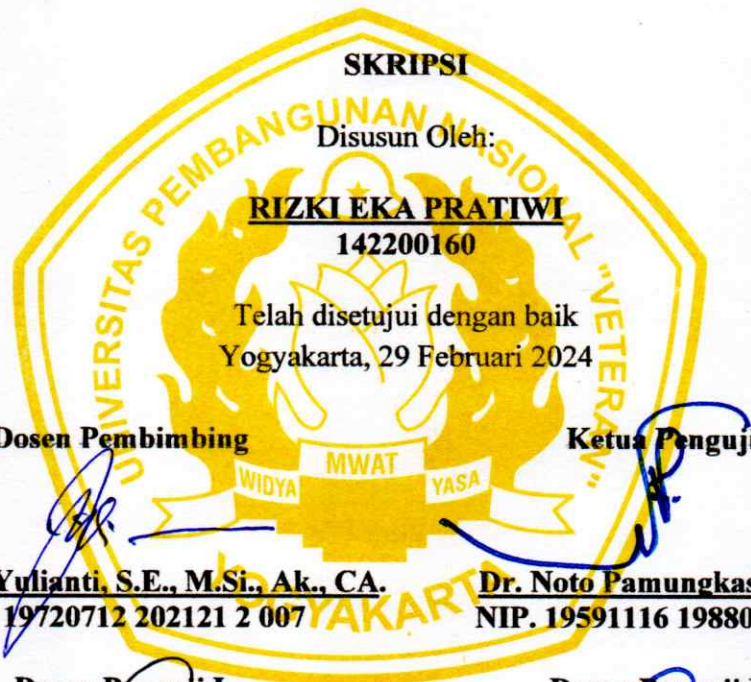 SKRIPSI
UNIVERSITAS PEMBANGUNAN NASIONAL "VETERAN"
Disusun Oleh:
RIZKI EKA PRATIWI
142200160
Telah disetujui dengan baik
Yogyakarta, 29 Februari 2024
Dosen Pembimbing Ketua Penguji
WIDYA MWAT YASA
Yulianti, S.E., M.Si., Ak., CA. Dr. Noto Pamungkas
19720712 202121 2 007 NIP. 19591116 19880
YOGYAKARTA